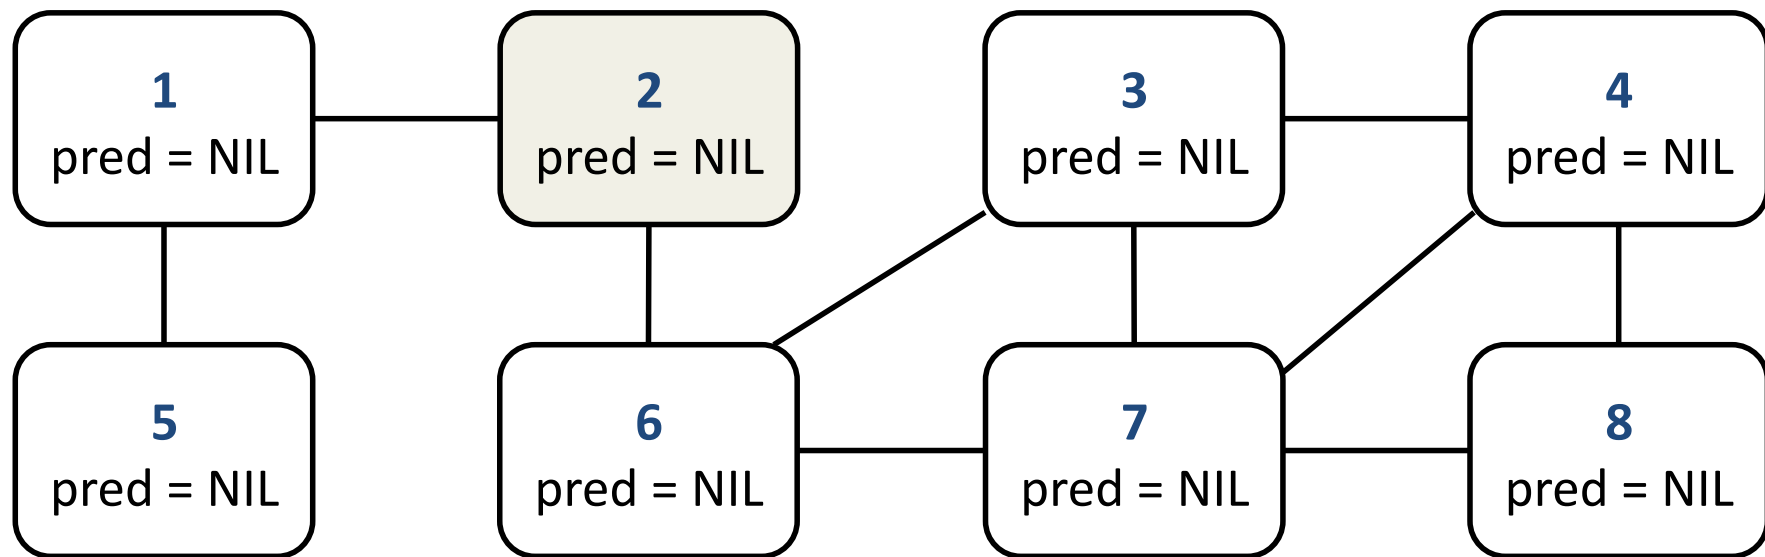 1
pred = NIL
2
pred = NIL
3
pred = NIL
4
pred = NIL
5
pred = NIL
6
pred = NIL
7
pred = NIL
8
pred = NIL